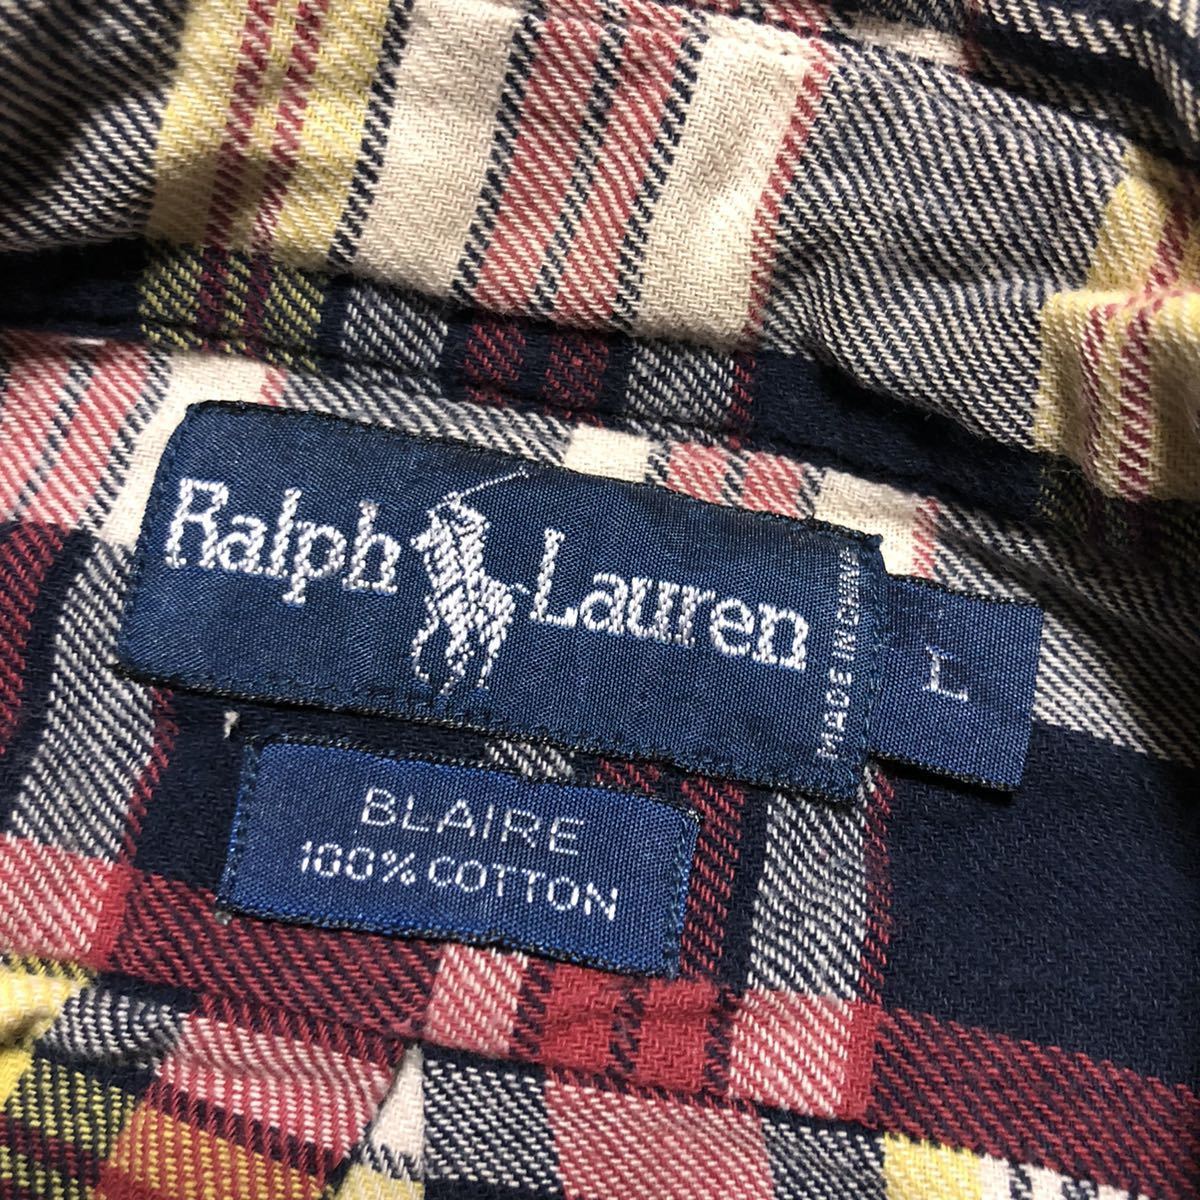 Ralph Lauren
MADE IN CHINA
L
BLAIRE
100% COTTON